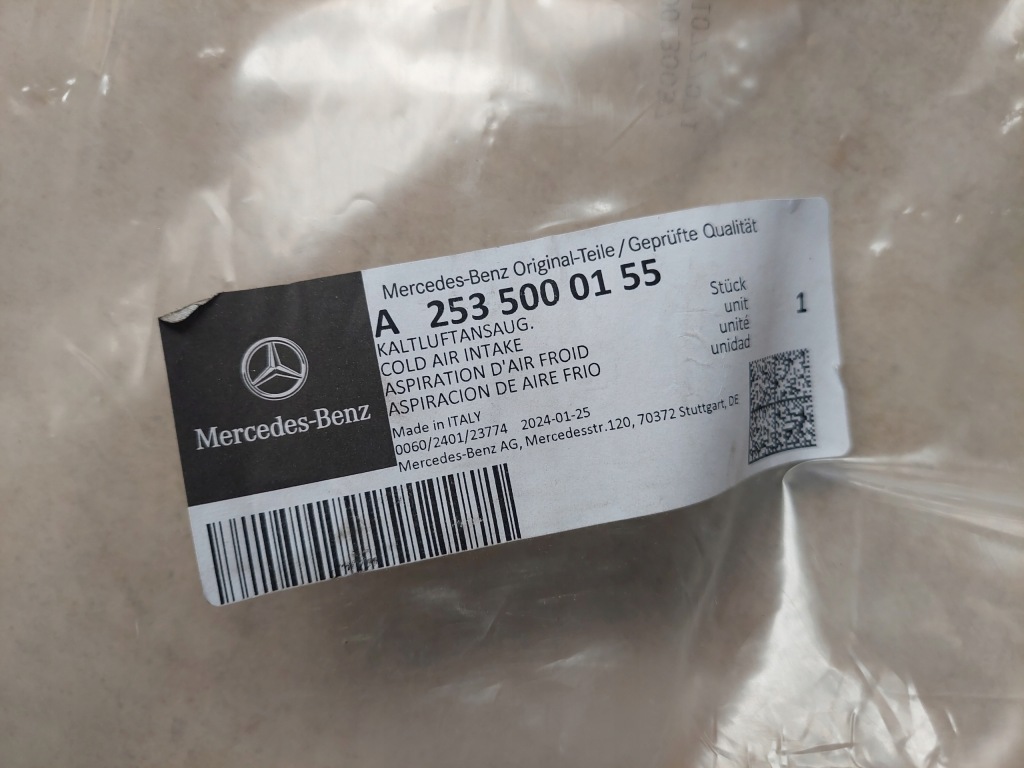 Mercedes-Benz Original-Teile / Geprüfte Qualität
A 253 500 01 55
KALTLUFTANSAUG.
COLD AIR INTAKE
ASPIRATION D'AIR FROID
ASPIRACION DE AIRE FRIO
Stück
unit
unité
unidad
1
Made in ITALY
0060/2401/23774 2024-01-25
Mercedes-Benz AG, Mercedesstr.120, 70372 Stuttgart, DE
Mercedes-Benz